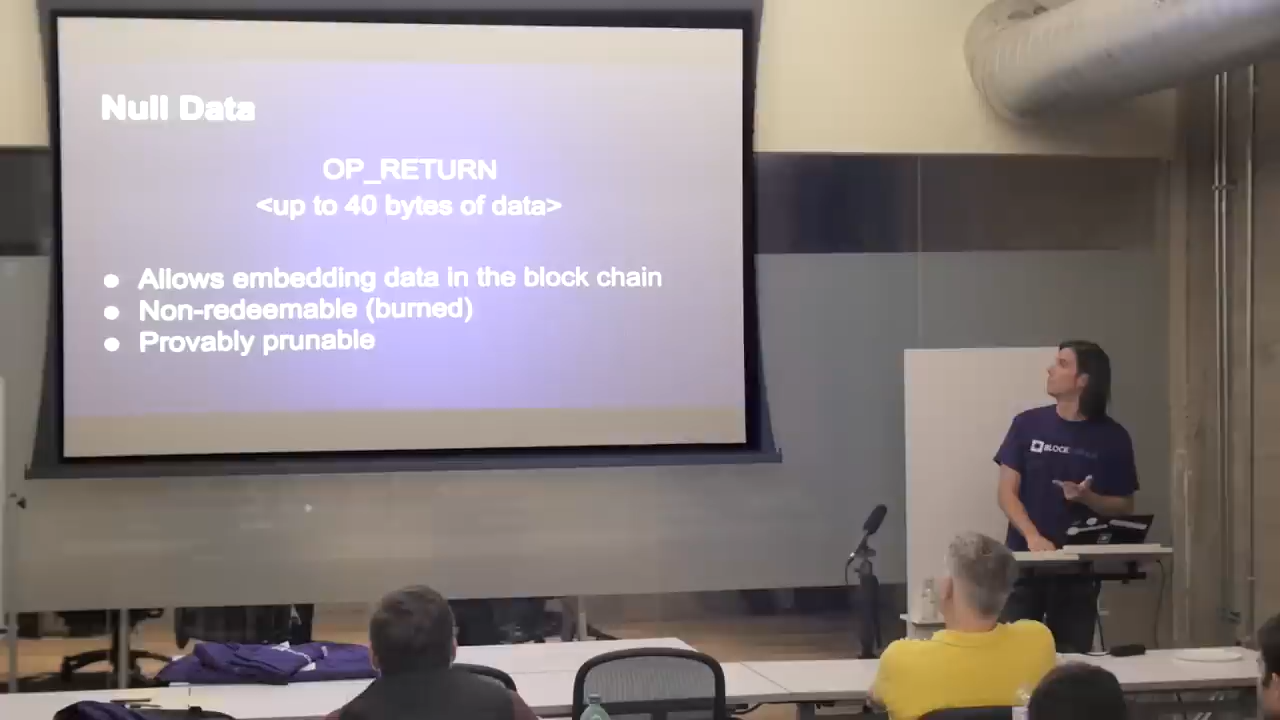 Null Data
OP_RETURN
<up to 40 bytes of data>
● Allows embedding data in the block chain
● Non-redeemable (burned)
● Provably prunable
BLOCK